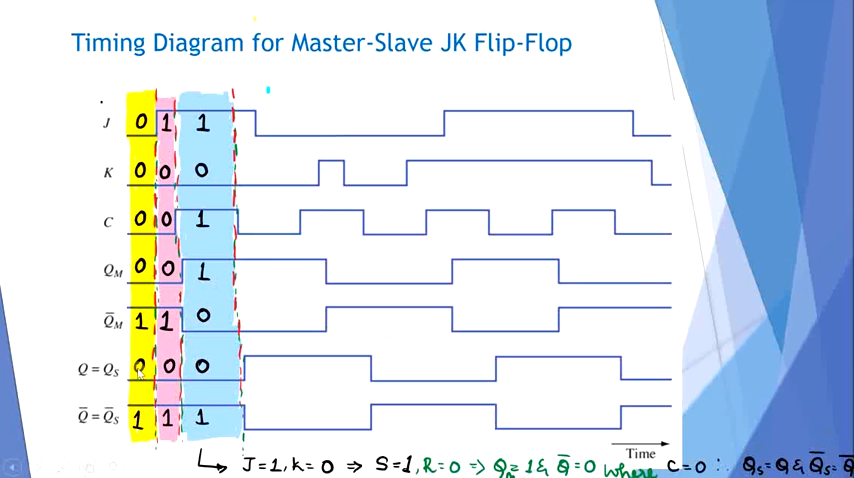 Timing Diagram for Master-Slave JK Flip-Flop
J 0 1 1
K 0 0 0
C 0 0 1
Q_M 0 0 1
Q̅_M 1 1 0
Q = Q_S 0 0 0
Q̅ = Q̅_S 1 1 1
Time
↳ J=1, K=0 ⇒ S=1, R=0 ⇒ Q = 1 & Q̅ =0 where C=0 ∴ Q_S=Q & Q̅_S=Q̅